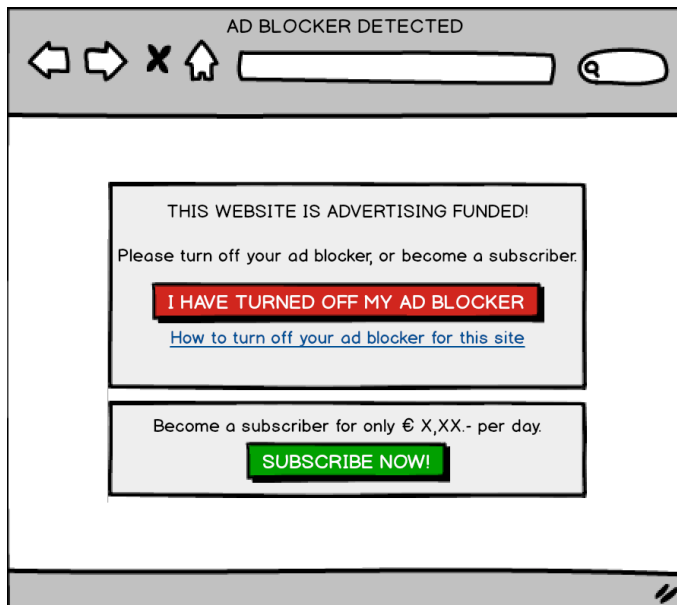 AD BLOCKER DETECTED
THIS WEBSITE IS ADVERTISING FUNDED!
Please turn off your ad blocker, or become a subscriber.
I HAVE TURNED OFF MY AD BLOCKER
How to turn off your ad blocker for this site
Become a subscriber for only € X,XX.- per day.
SUBSCRIBE NOW!